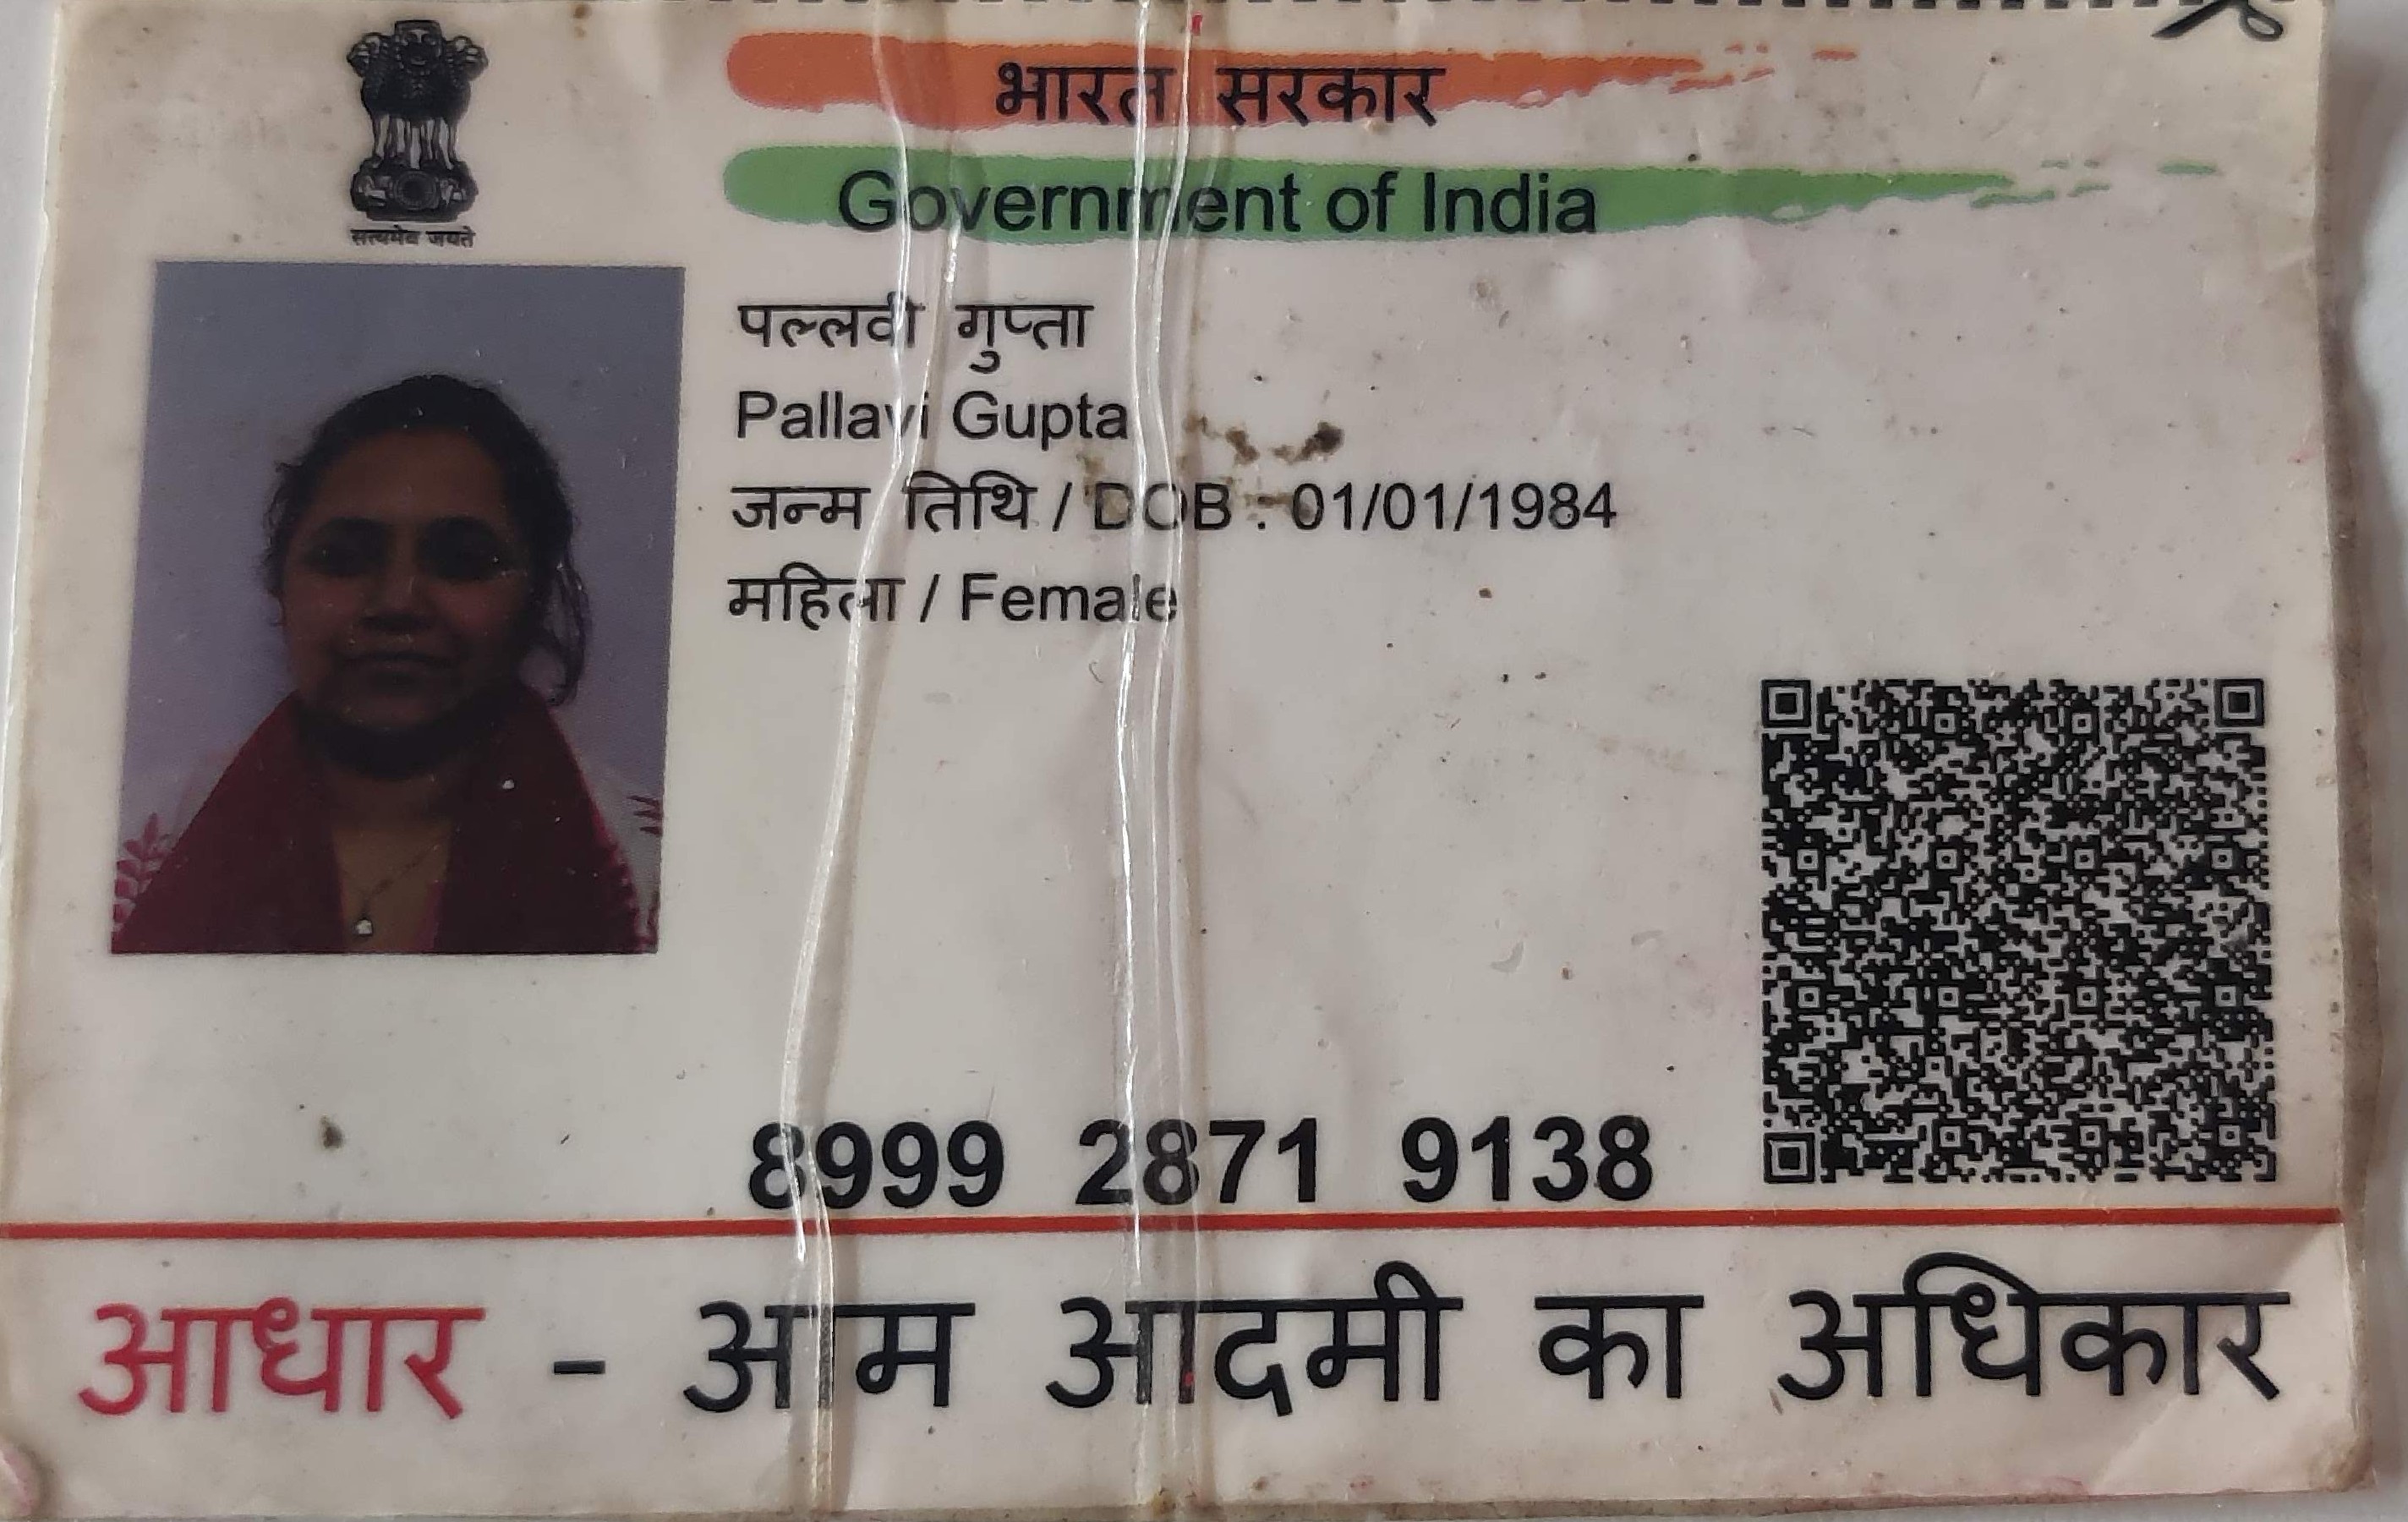 सत्यमेव जयते
भारत सरकार
Government of India
पल्लवी गुप्ता
Pallavi Gupta
जन्म तिथि / DOB : 01/01/1984
महिला / Female
8999 2871 9138
आधार - आम आदमी का अधिकार